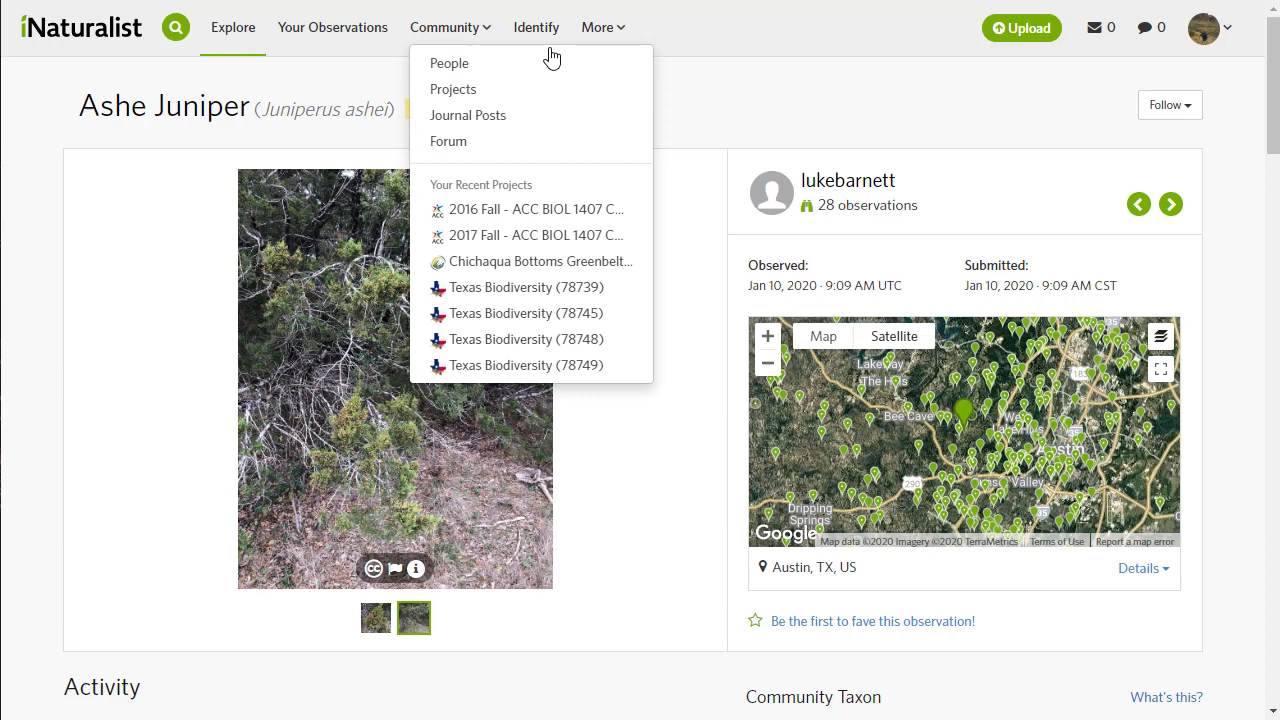 iNaturalist Explore Your Observations Community Identify More Upload 0 0
Ashe Juniper (Juniperus ashei)
Follow
People
Projects
Journal Posts
Forum
Your Recent Projects
2016 Fall - ACC BIOL 1407 C...
2017 Fall - ACC BIOL 1407 C...
Chichaqua Bottoms Greenbelt...
Texas Biodiversity (78739)
Texas Biodiversity (78745)
Texas Biodiversity (78748)
Texas Biodiversity (78749)
lukebarnett
28 observations
Observed:
Jan 10, 2020 · 9:09 AM UTC
Submitted:
Jan 10, 2020 · 9:09 AM CST
Map Satellite
Lakeway
The Hills
Bee Cave
Austin
290
35
Dripping
Springs
Google
Map data ©2020 Imagery ©2020 TerraMetrics Terms of Use Report a map error
Austin, TX, US
Details
Be the first to fave this observation!
Activity
Community Taxon
What's this?